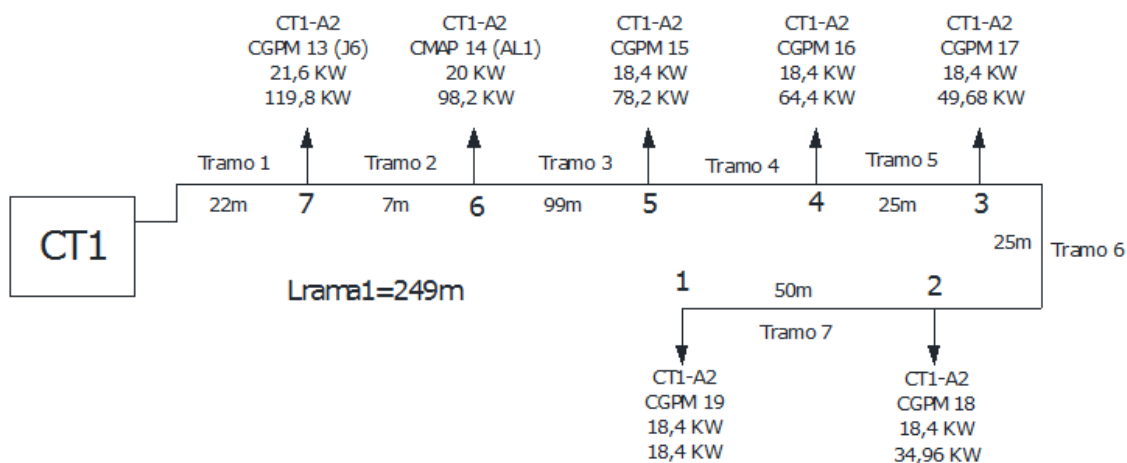 CT1-A2
CGPM 13 (J6)
21,6 KW
119,8 KW
CT1-A2
CMAP 14 (AL1)
20 KW
98,2 KW
CT1-A2
CGPM 15
18,4 KW
78,2 KW
CT1-A2
CGPM 16
18,4 KW
64,4 KW
CT1-A2
CGPM 17
18,4 KW
49,68 KW
Tramo 1
Tramo 2
Tramo 3
Tramo 4
Tramo 5
22m
7
7m
6
99m
5
4
25m
3
CT1
25m
Tramo 6
Lrama1=249m
1
50m
2
Tramo 7
CT1-A2
CGPM 19
18,4 KW
18,4 KW
CT1-A2
CGPM 18
18,4 KW
34,96 KW